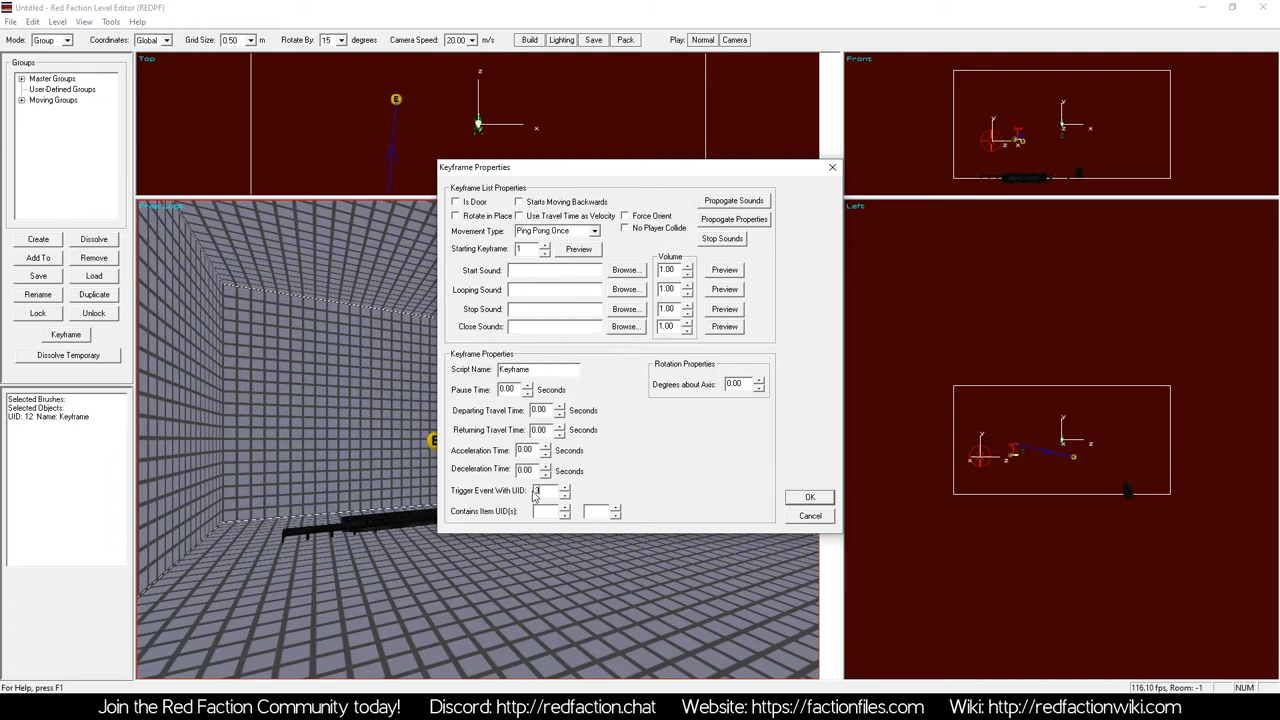 Untitled - Red Faction Level Editor (REDPF)
File Edit Level View Tools Help
Mode: Group Coordinates: Global Grid Size: 0.50 m Rotate By: 15 degrees Camera Speed: 20.00 m/s Build Lighting Save Pack Play: Normal Camera
Groups
Master Groups
User-Defined Groups
Moving Groups
Create Dissolve
Add To Remove
Save Load
Rename Duplicate
Lock Unlock
Keyframe
Dissolve Temporary
Selected Brushes:
Selected Objects:
UID: 12 Name: Keyframe
Top
z
x
E
Front
y
z
x
y
z
x
Free Look
E
Left
y
x
z
y
x
z
Keyframe Properties
Keyframe List Properties
Is Door Starts Moving Backwards Propogate Sounds
Rotate in Place Use Travel Time as Velocity Force Orient Propogate Properties
Movement Type: Ping Pong Once No Player Collide
Stop Sounds
Starting Keyframe: 1 Preview
Volume
Start Sound: Browse... 1.00 Preview
Looping Sound: Browse... 1.00 Preview
Stop Sound: Browse... 1.00 Preview
Close Sounds: Browse... 1.00 Preview
Keyframe Properties
Script Name: Keyframe
Rotation Properties
Degrees about Axis: 0.00
Pause Time: 0.00 Seconds
Departing Travel Time: 0.00 Seconds
Returning Travel Time: 0.00 Seconds
Acceleration Time: 0.00 Seconds
Deceleration Time: 0.00 Seconds
Trigger Event With UID:
Contains Item UID(s):
OK
Cancel
For Help, press F1
116.10 fps, Room: -1 NUM
Join the Red Faction Community today! Discord: http://redfaction.chat Website: https://factionfiles.com Wiki: http://redfactionwiki.com